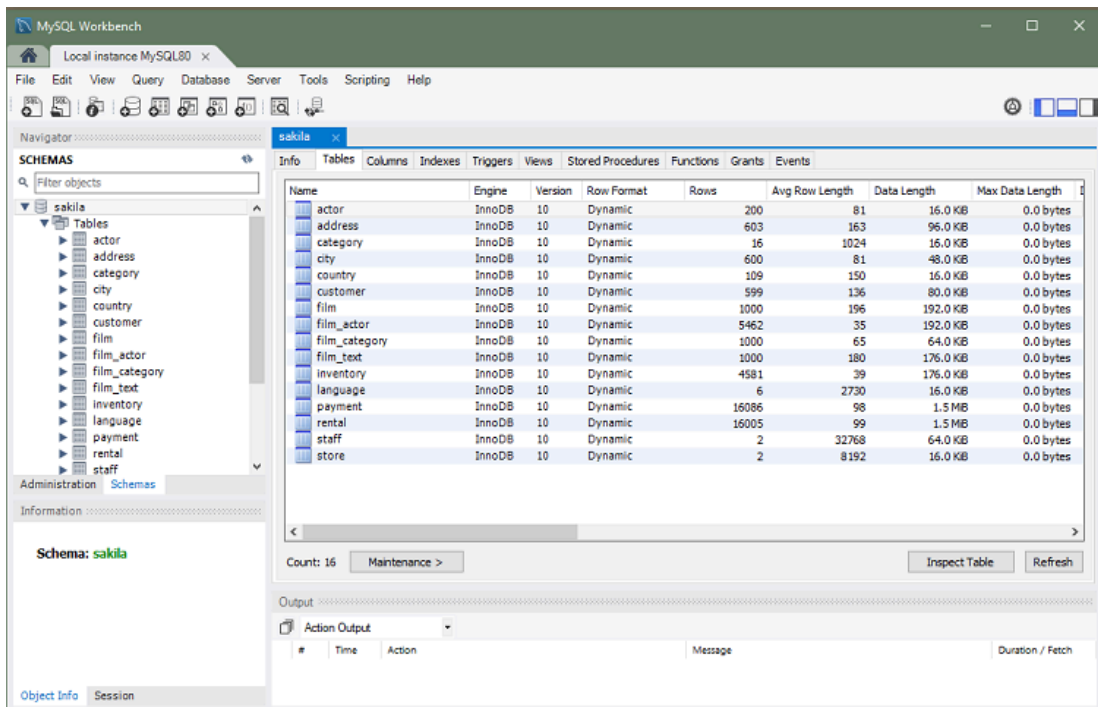 MySQL Workbench
Local instance MySQL80
File Edit View Query Database Server Tools Scripting Help
Navigator
SCHEMAS
Filter objects
sakila
Tables
actor
address
category
city
country
customer
film
film_actor
film_category
film_text
inventory
language
payment
rental
staff
Administration Schemas
Information
Schema: sakila
Object Info Session
sakila
Info Tables Columns Indexes Triggers Views Stored Procedures Functions Grants Events
Name Engine Version Row Format Rows Avg Row Length Data Length Max Data Length
actor InnoDB 10 Dynamic 200 81 16.0 KiB 0.0 bytes
address InnoDB 10 Dynamic 603 163 96.0 KiB 0.0 bytes
category InnoDB 10 Dynamic 16 1024 16.0 KiB 0.0 bytes
city InnoDB 10 Dynamic 600 81 48.0 KiB 0.0 bytes
country InnoDB 10 Dynamic 109 150 16.0 KiB 0.0 bytes
customer InnoDB 10 Dynamic 599 136 80.0 KiB 0.0 bytes
film InnoDB 10 Dynamic 1000 196 192.0 KiB 0.0 bytes
film_actor InnoDB 10 Dynamic 5462 35 192.0 KiB 0.0 bytes
film_category InnoDB 10 Dynamic 1000 65 64.0 KiB 0.0 bytes
film_text InnoDB 10 Dynamic 1000 180 176.0 KiB 0.0 bytes
inventory InnoDB 10 Dynamic 4581 39 176.0 KiB 0.0 bytes
language InnoDB 10 Dynamic 6 2730 16.0 KiB 0.0 bytes
payment InnoDB 10 Dynamic 16086 98 1.5 MiB 0.0 bytes
rental InnoDB 10 Dynamic 16005 99 1.5 MiB 0.0 bytes
staff InnoDB 10 Dynamic 2 32768 64.0 KiB 0.0 bytes
store InnoDB 10 Dynamic 2 8192 16.0 KiB 0.0 bytes
Count: 16 Maintenance > Inspect Table Refresh
Output
Action Output
# Time Action Message Duration / Fetch